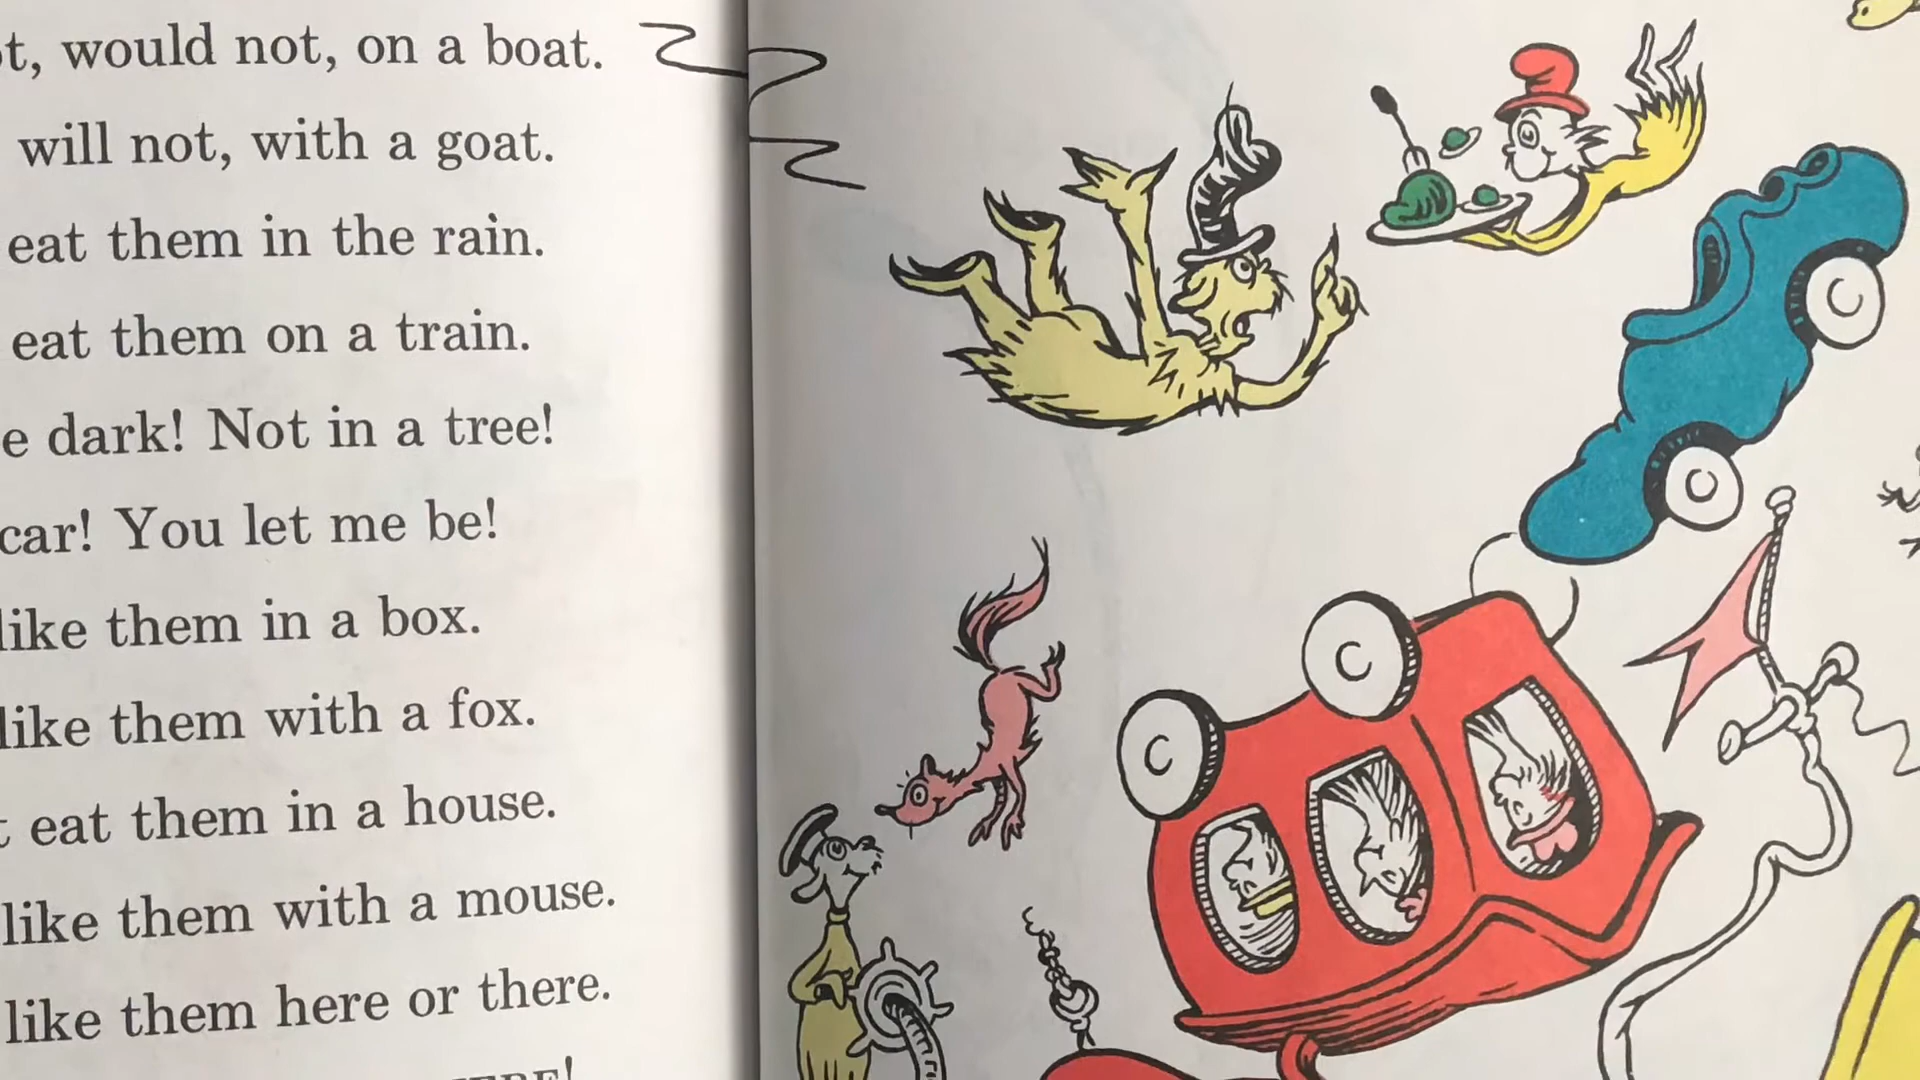 would not, on a boat.
will not, with a goat.
eat them in the rain.
eat them on a train.
dark! Not in a tree!
car! You let me be!
like them in a box.
like them with a fox.
eat them in a house.
like them with a mouse.
like them here or there.